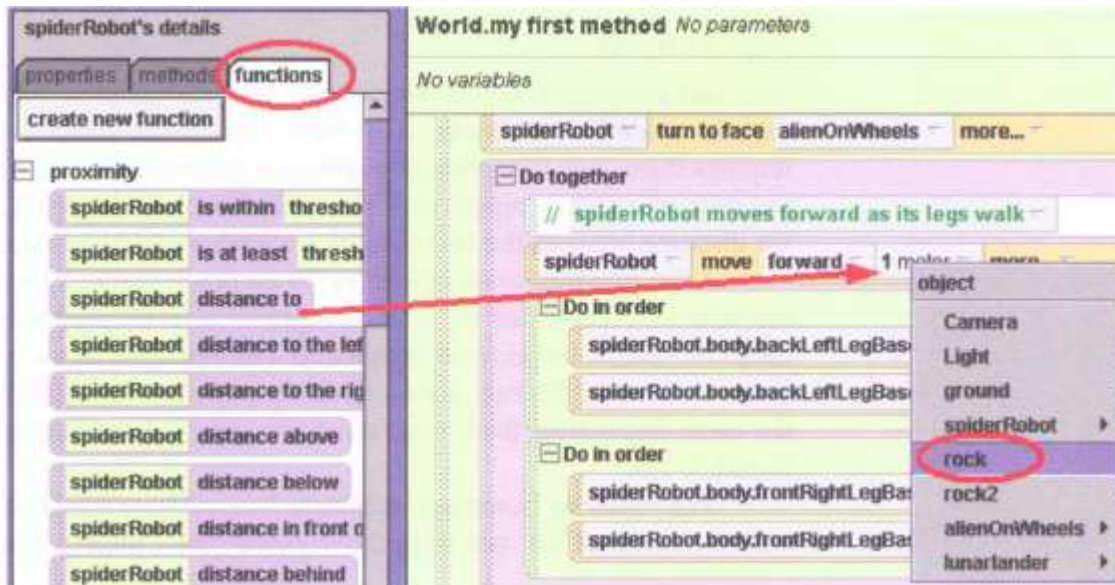 spiderRobot's details
properties methods functions
create new function
proximity
spiderRobot is within thresho
spiderRobot is at least thresh
spiderRobot distance to
spiderRobot distance to the lef
spiderRobot distance to the rig
spiderRobot distance above
spiderRobot distance below
spiderRobot distance in front o
spiderRobot distance behind
World.my first method No parameters
No variables
spiderRobot turn to face alienOnWheels more...
Do together
// spiderRobot moves forward as its legs walk
spiderRobot move forward 1 meter more...
Do in order
spiderRobot.body.backLeftLegBase
spiderRobot.body.backLeftLegBas
Do in order
spiderRobot.body.frontRightLegBas
spiderRobot.body.frontRightLegBas
object
Camera
Light
ground
spiderRobot
rock
rock2
alienOnWheels
lunarlander